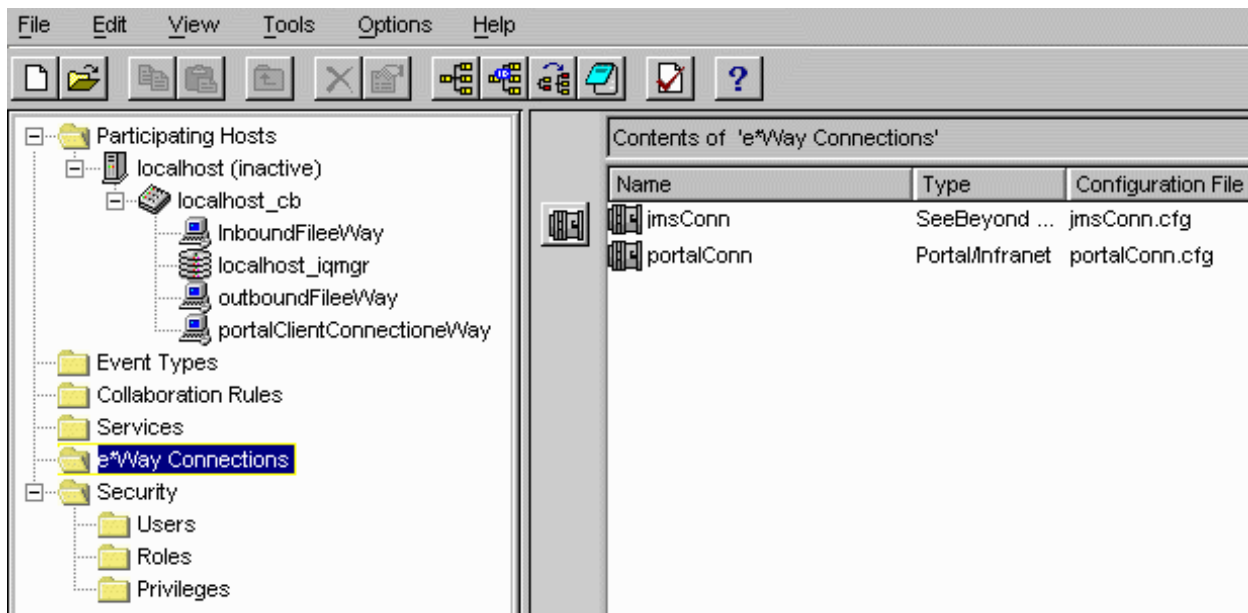 File Edit View Tools Options Help
?
Participating Hosts
localhost (inactive)
localhost_cb
InboundFileeWay
localhost_iqmgr
outboundFileeWay
portalClientConnectioneWay
Event Types
Collaboration Rules
Services
e*Way Connections
Security
Users
Roles
Privileges
Contents of 'e*Way Connections'
Name Type Configuration File
jmsConn SeeBeyond ... jmsConn.cfg
portalConn Portal/Infranet portalConn.cfg